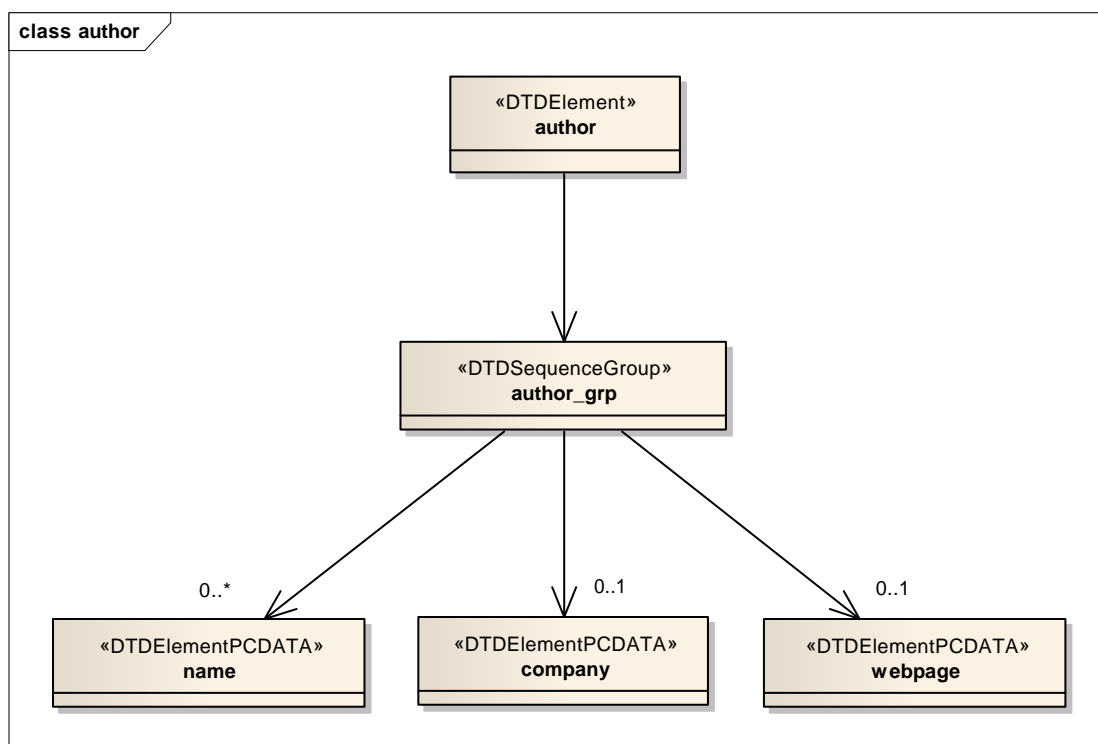 class author
«DTDElement»
author
«DTDSequenceGroup»
author_grp
0..*
0..1
0..1
«DTDElementPCDATA»
name
«DTDElementPCDATA»
company
«DTDElementPCDATA»
webpage